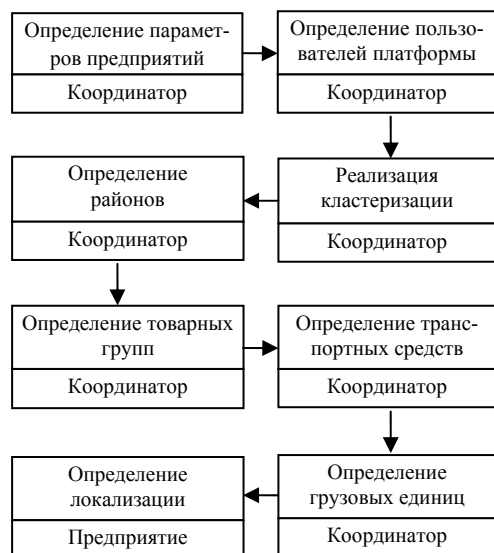 Определение парамет-
ров предприятий
Координатор
Определение пользо-
вателей платформы
Координатор
Определение
районов
Координатор
Реализация
кластеризации
Координатор
Определение товарных
групп
Координатор
Определение транс-
портных средств
Координатор
Определение
локализации
Предприятие
Определение
грузовых единиц
Координатор